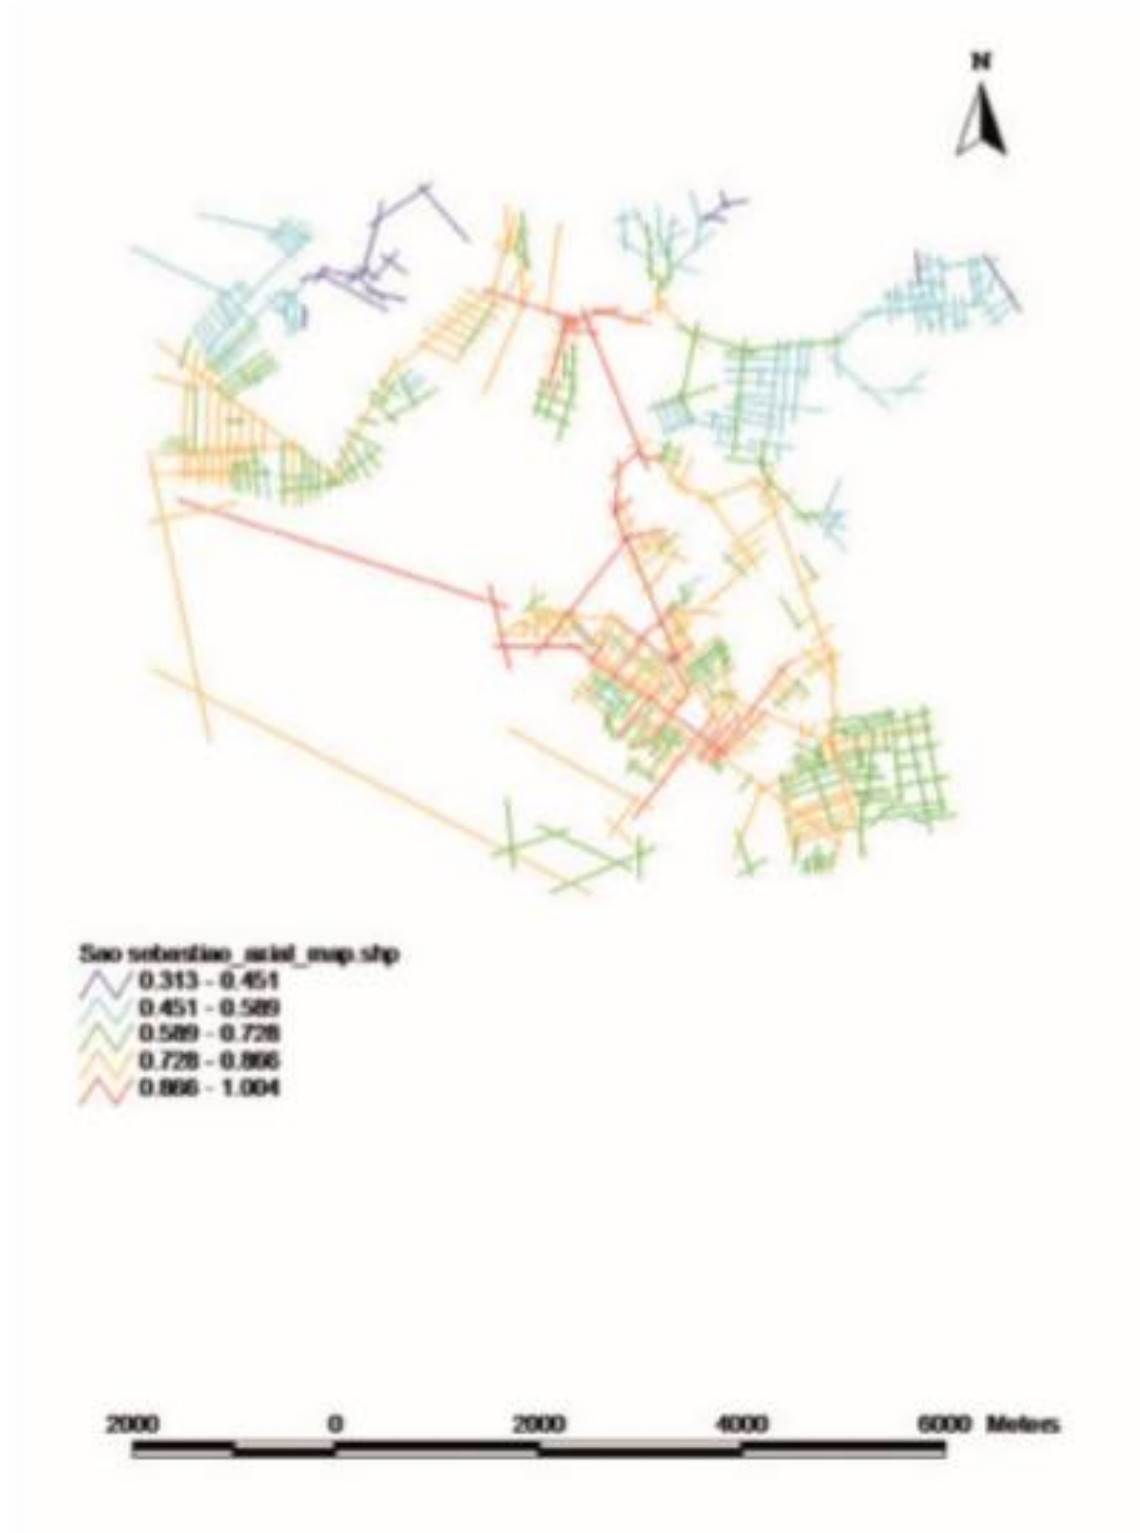 N
Sao sebastiao_axial_map.shp
0.313 - 0.451
0.451 - 0.589
0.589 - 0.728
0.728 - 0.866
0.866 - 1.004
2000 0 2000 4000 6000 Meters